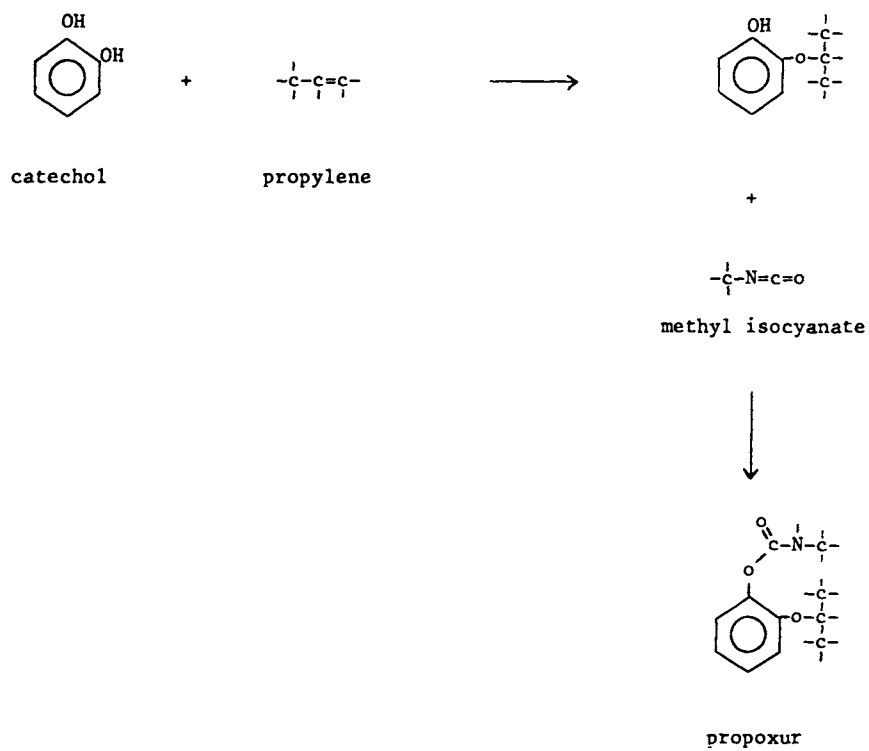 OH
OH
+
-C-C=C-
catechol
propylene
OH
-C-
-O-C-
-C-
+
-C-N=C=O
methyl isocyanate
O
C-N-C-
O
-C-
-O-C-
-C-
propoxur